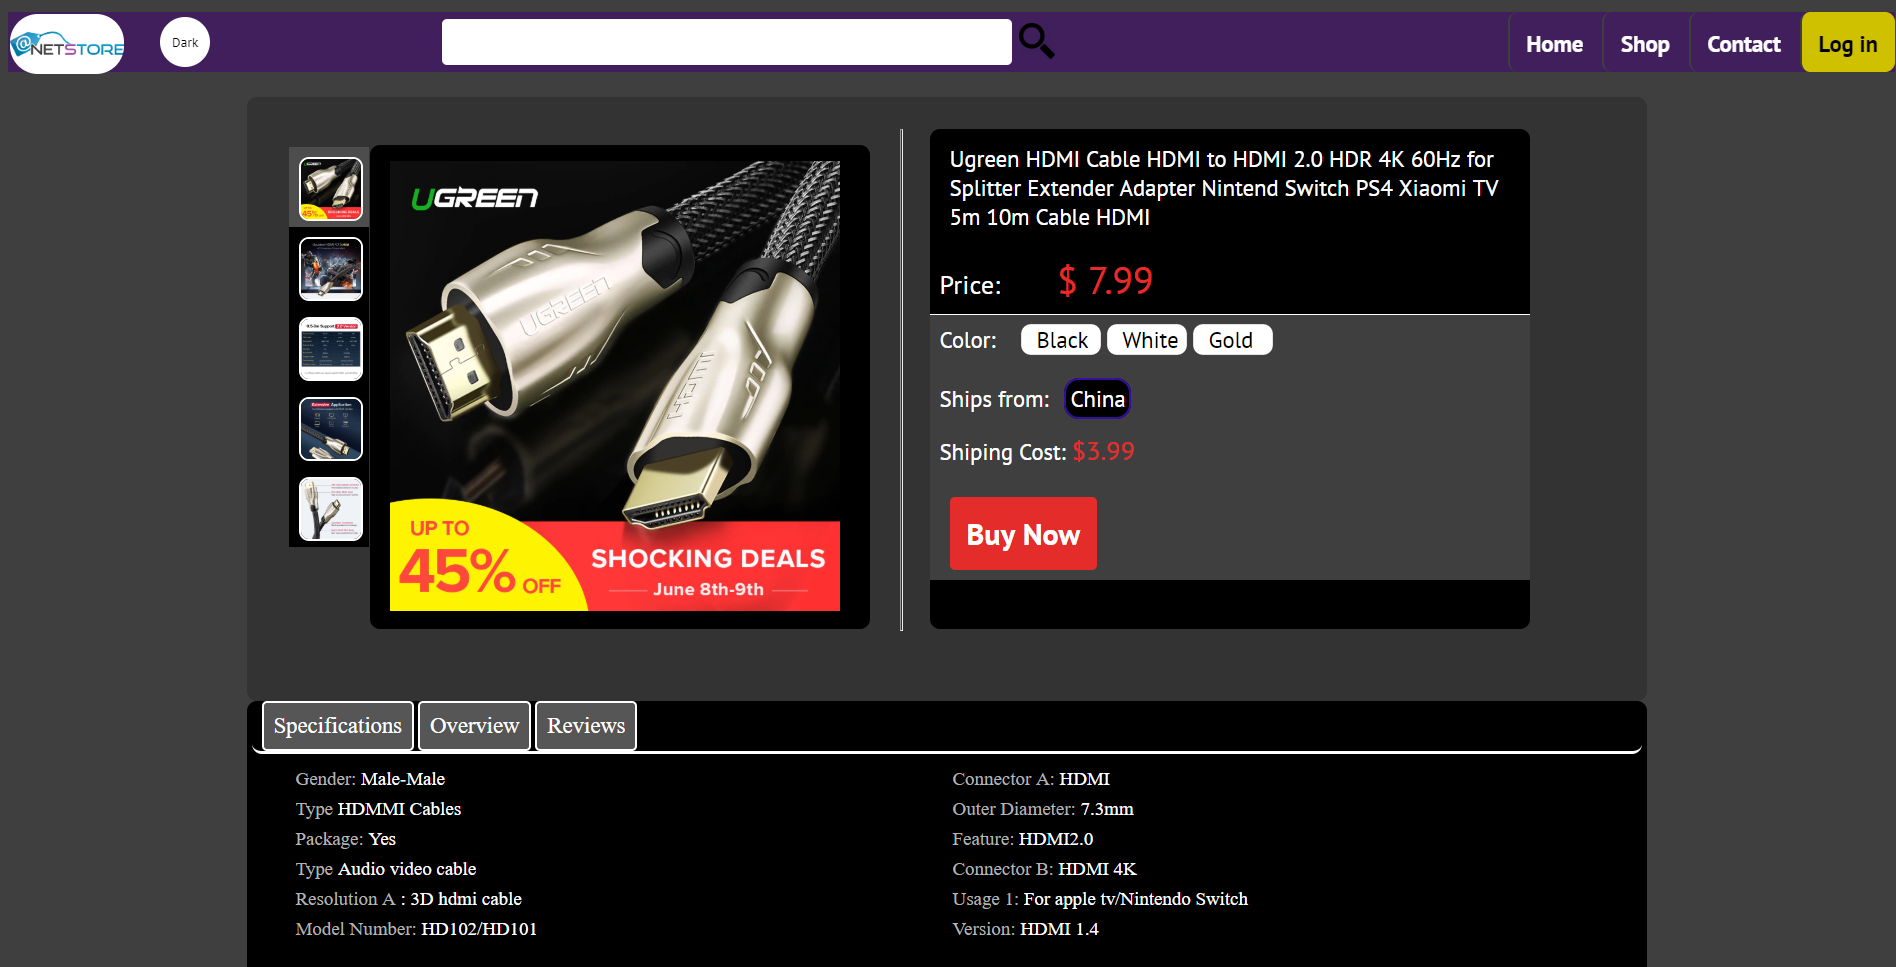 @NETSTORE
Dark
Home
Shop
Contact
Log in
UGREEN
UGREEN
UGREEN
UP TO
45% OFF
SHOCKING DEALS
June 8th-9th
Ugreen HDMI Cable HDMI to HDMI 2.0 HDR 4K 60Hz for
Splitter Extender Adapter Nintend Switch PS4 Xiaomi TV
5m 10m Cable HDMI
Price: $ 7.99
Color: Black White Gold
Ships from: China
Shiping Cost: $3.99
Buy Now
Specifications
Overview
Reviews
Gender: Male-Male
Type HDMMI Cables
Package: Yes
Type Audio video cable
Resolution A : 3D hdmi cable
Model Number: HD102/HD101
Connector A: HDMI
Outer Diameter: 7.3mm
Feature: HDMI2.0
Connector B: HDMI 4K
Usage 1: For apple tv/Nintendo Switch
Version: HDMI 1.4